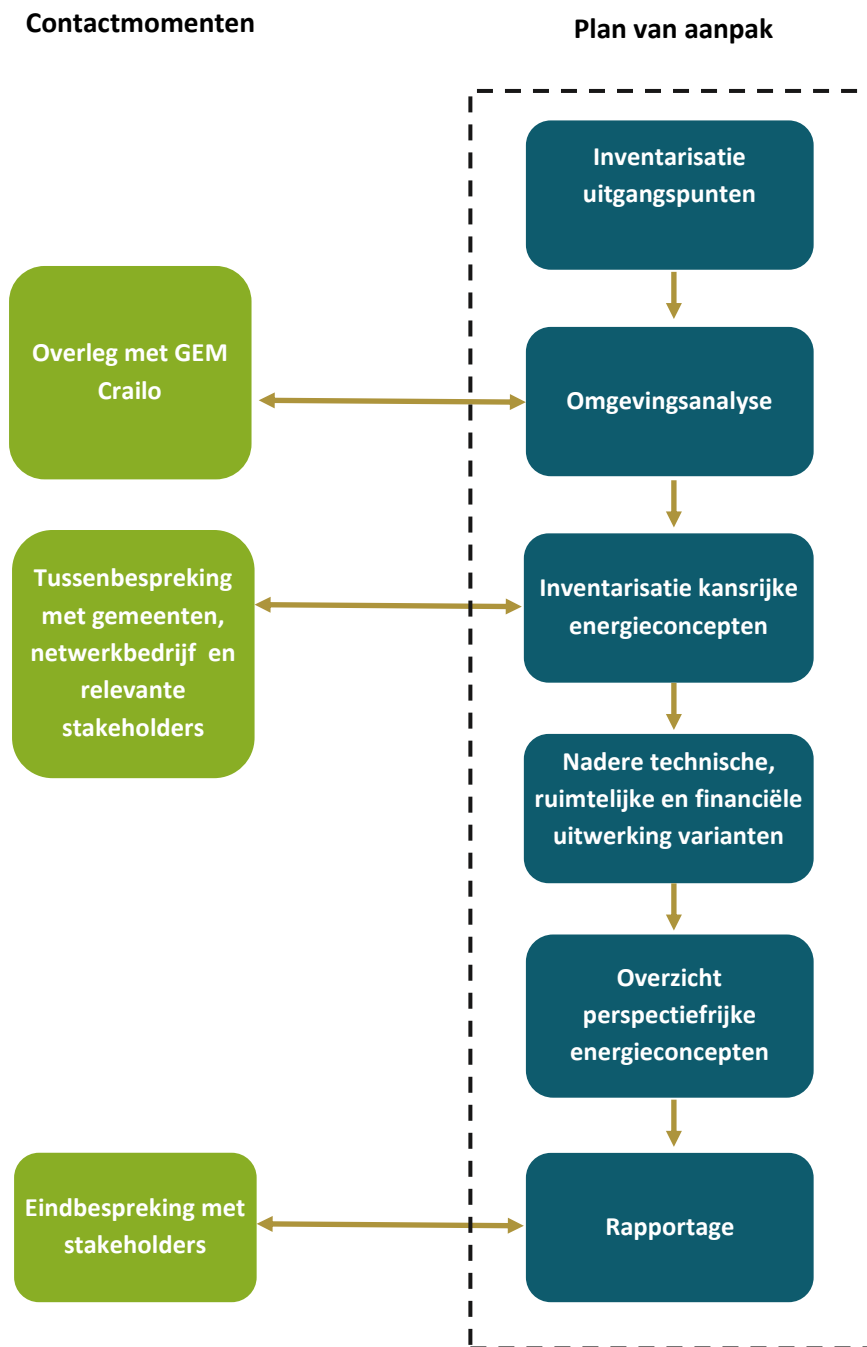 Contactmomenten
Plan van aanpak
Inventarisatie
uitgangspunten
Overleg met GEM
Crailo
Omgevingsanalyse
Tussenbespreking
met gemeenten,
netwerkbedrijf en
relevante
stakeholders
Inventarisatie kansrijke
energieconcepten
Nadere technische,
ruimtelijke en financiële
uitwerking varianten
Overzicht
perspectiefrijke
energieconcepten
Eindbespreking met
stakeholders
Rapportage